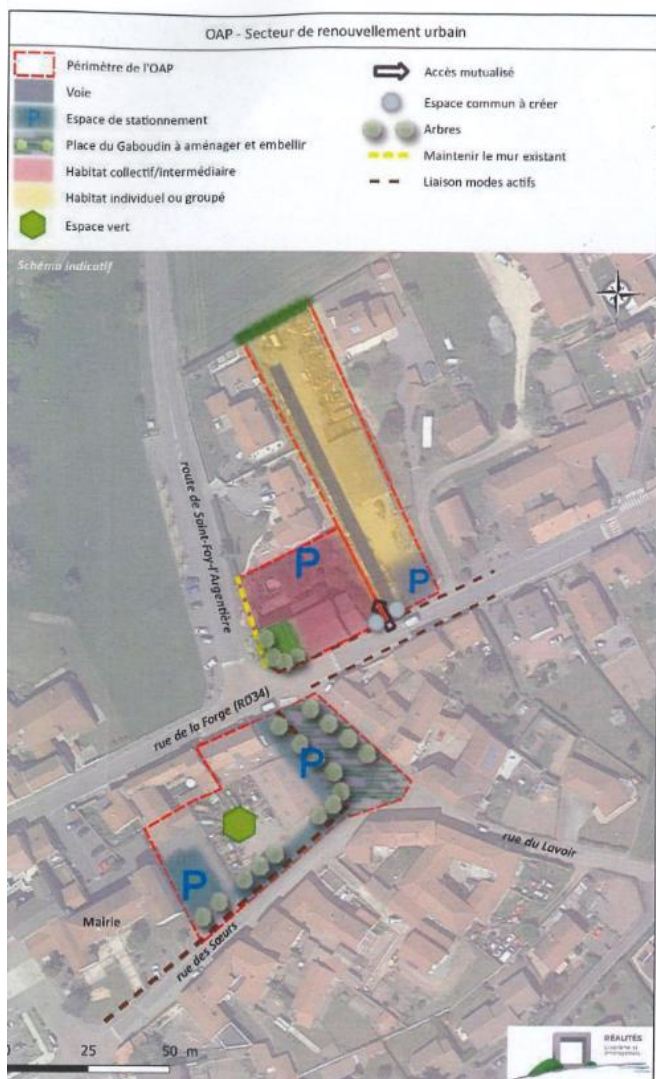 OAP - Secteur de renouvellement urbain
Périmètre de l'OAP
Voie
P Espace de stationnement
Place du Gaboudin à aménager et embellir
Habitat collectif/intermédiaire
Habitat individuel ou groupé
Espace vert
Accès mutualisé
Espace commun à créer
Arbres
Maintenir le mur existant
Liaison modes actifs
Schéma indicatif
route de Saint-Foy-l'Argentière
P
P
rue de la Forge (RD34)
P
rue du Lavoir
P
Mairie
rue des Sœurs
0 25 50 m
RÉALITÉS